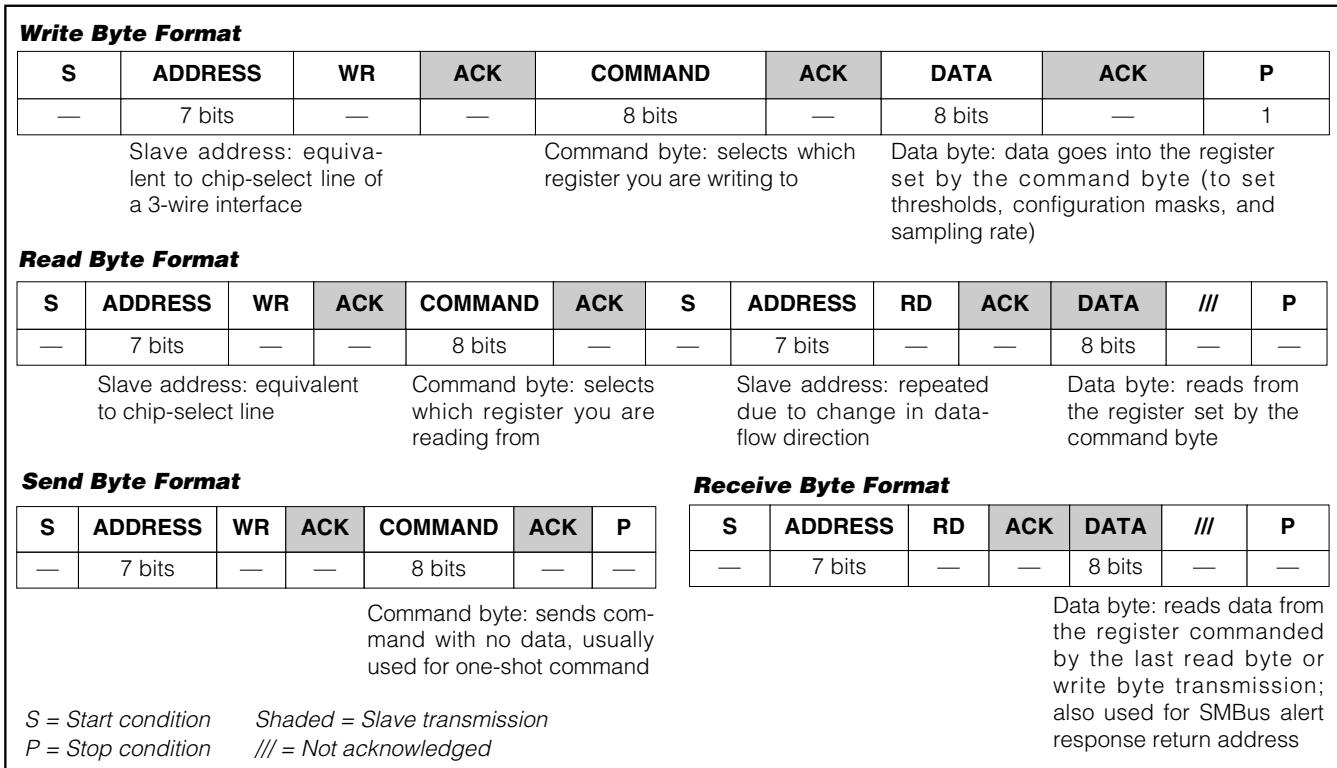 Write Byte Format
S ADDRESS WR ACK COMMAND ACK DATA ACK P
— 7 bits — — 8 bits — 8 bits — 1
Slave address: equiva-
lent to chip-select line of
a 3-wire interface
Command byte: selects which
register you are writing to
Data byte: data goes into the register
set by the command byte (to set
thresholds, configuration masks, and
sampling rate)
Read Byte Format
S ADDRESS WR ACK COMMAND ACK S ADDRESS RD ACK DATA /// P
— 7 bits — — 8 bits — — 7 bits — — 8 bits — —
Slave address: equivalent
to chip-select line
Command byte: selects
which register you are
reading from
Slave address: repeated
due to change in data-
flow direction
Data byte: reads from
the register set by the
command byte
Send Byte Format
S ADDRESS WR ACK COMMAND ACK P
— 7 bits — — 8 bits — —
Command byte: sends com-
mand with no data, usually
used for one-shot command
Receive Byte Format
S ADDRESS RD ACK DATA /// P
— 7 bits — — 8 bits — —
Data byte: reads data from
the register commanded
by the last read byte or
write byte transmission;
also used for SMBus alert
response return address
S = Start condition Shaded = Slave transmission
P = Stop condition /// = Not acknowledged